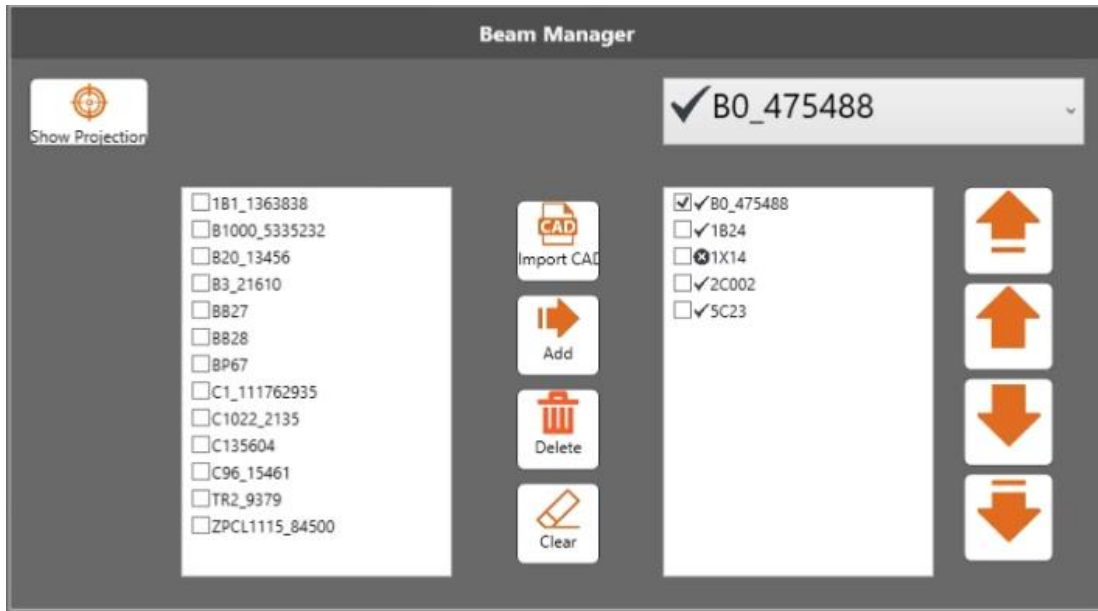 Beam Manager
Show Projection
B0_475488
1B1_1363838
B1000_5335232
B20_13456
B3_21610
BB27
BB28
BP67
C1_111762935
C1022_2135
C135604
C96_15461
TR2_9379
ZPCL1115_84500
CAD
Import CAD
Add
Delete
Clear
B0_475488
1B24
1X14
2C002
5C23